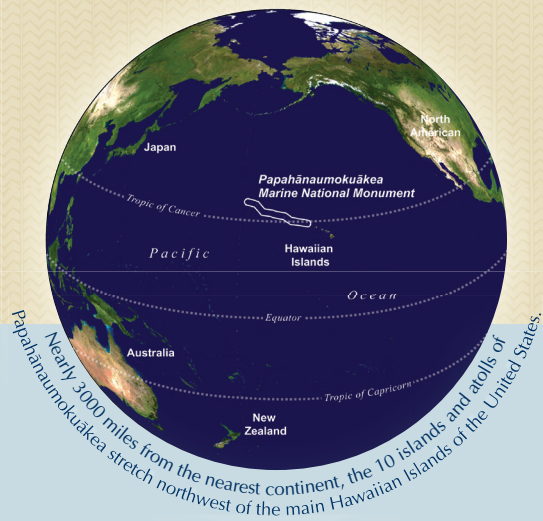 North
American
Japan
Papahānaumokuākea
Marine National Monument
Tropic of Cancer
Hawaiian
Islands
Pacific
Ocean
Equator
Australia
Tropic of Capricorn
New
Zealand
Nearly 3000 miles from the nearest continent, the 10 islands and atolls of
Papahānaumokuākea stretch northwest of the main Hawaiian Islands of the United States.